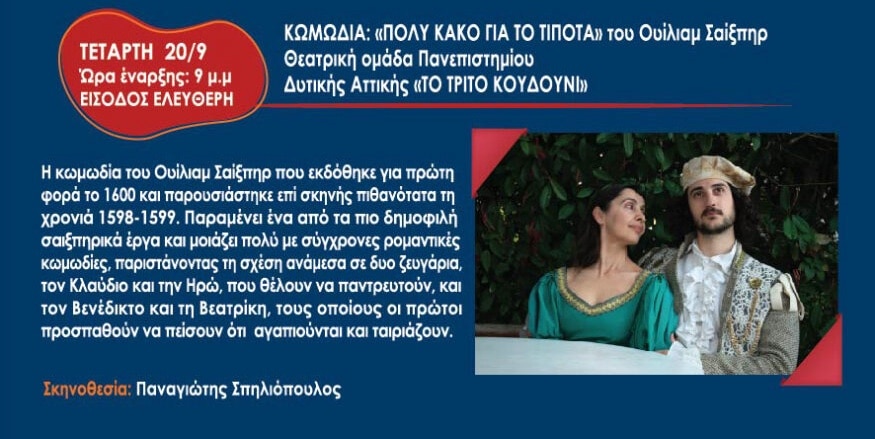 ΤΕΤΑΡΤΗ 20/9
Ώρα έναρξης: 9 μ.μ
ΕΙΣΟΔΟΣ ΕΛΕΥΘΕΡΗ
ΚΩΜΩΔΙΑ: «ΠΟΛΥ ΚΑΚΟ ΓΙΑ ΤΟ ΤΙΠΟΤΑ» του Ουίλιαμ Σαίξπηρ
Θεατρική ομάδα Πανεπιστημίου
Δυτικής Αττικής «ΤΟ ΤΡΙΤΟ ΚΟΥΔΟΥΝΙ»
Η κωμωδία του Ουίλιαμ Σαίξπηρ που εκδόθηκε για πρώτη
φορά το 1600 και παρουσιάστηκε επί σκηνής πιθανότατα τη
χρονιά 1598-1599. Παραμένει ένα από τα πιο δημοφιλή
σαιξπηρικά έργα και μοιάζει πολύ με σύγχρονες ρομαντικές
κωμωδίες, παριστάνοντας τη σχέση ανάμεσα σε δυο ζευγάρια,
τον Κλαύδιο και την Ηρώ, που θέλουν να παντρευτούν, και
τον Βενέδικτο και τη Βεατρίκη, τους οποίους οι πρώτοι
προσπαθούν να πείσουν ότι αγαπιούνται και ταιριάζουν.
Σκηνοθεσία: Παναγιώτης Σπηλιόπουλος